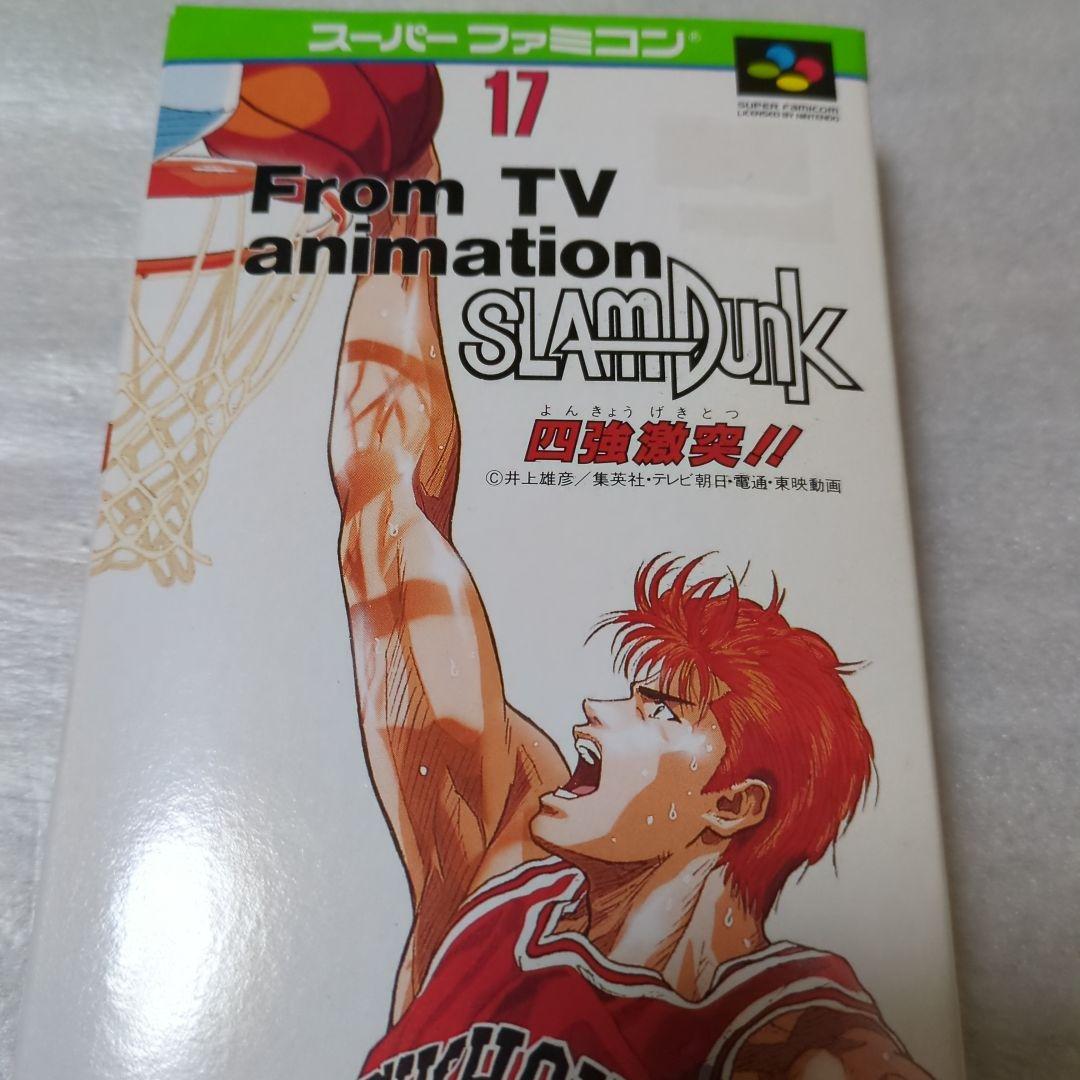 スーパーファミコン®
SUPER FAMICOM
LICENSED BY NINTENDO
17
From TV
animation
SLAM DUNK
よんきょうげきとつ
四強激突!!
©井上雄彦/集英社・テレビ朝日・電通・東映動画